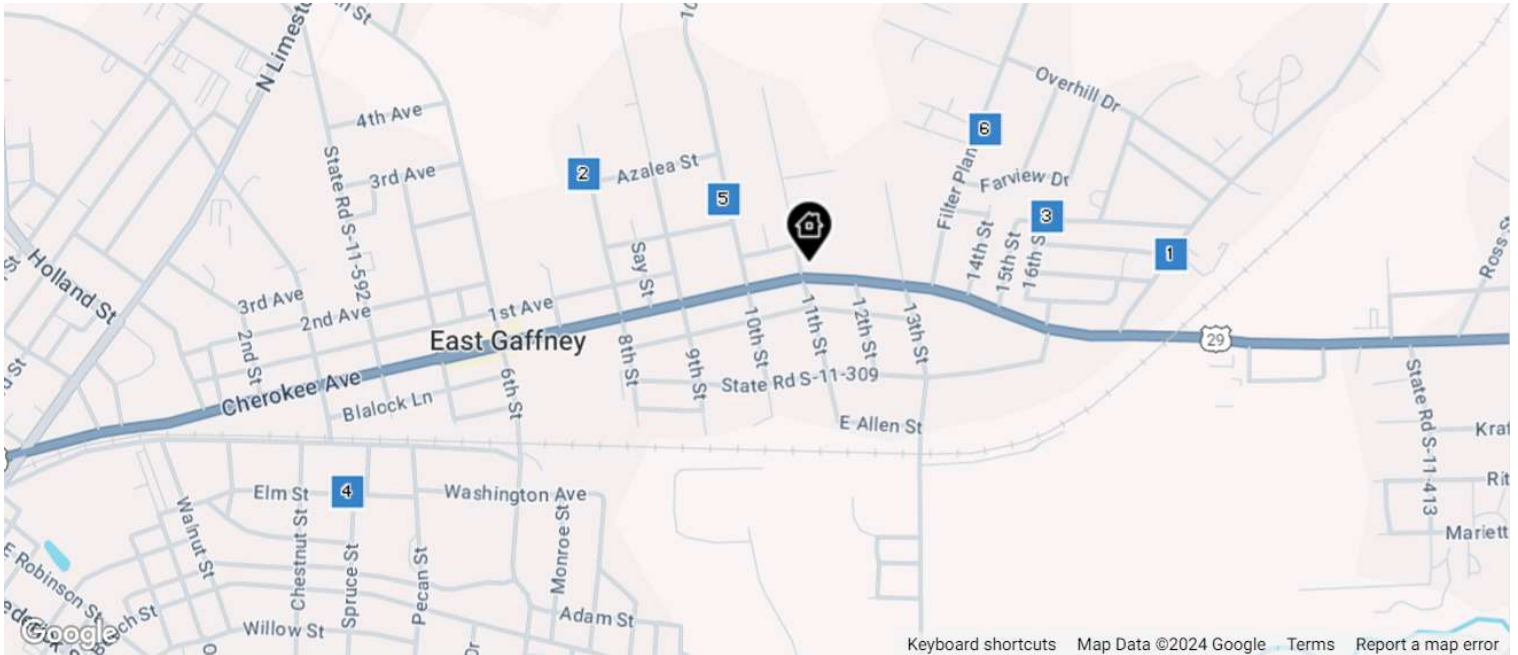 N Limesto
4th Ave
3rd Ave
State Rd S-11-592
Holland St
3rd Ave
2nd Ave
2nd St
1st Ave
Cherokee Ave
East Gaffney
Blalock Ln
6th St
2
Azalea St
5
Say St
8th St
9th St
10th St
11th St
12th St
13th St
State Rd S-11-309
E Allen St
6
Overhill Dr
Filter Plan
Farview Dr
3
14th St
15th St
16th S
1
29
Ross St
State Rd S-11-413
Kraf
Rit
Mariett
Elm St
4
Washington Ave
Walnut St
Chestnut St
Spruce St
Pecan St
Monroe St
E Robinson St
Willow St
Adam St
Dr
Google
Keyboard shortcuts
Map Data ©2024 Google
Terms
Report a map error